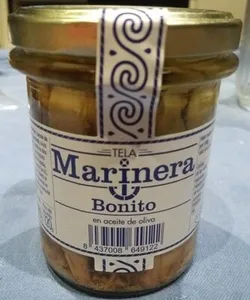 TELA
Marinera
Bonito
en aceite de oliva
8 437008 649122